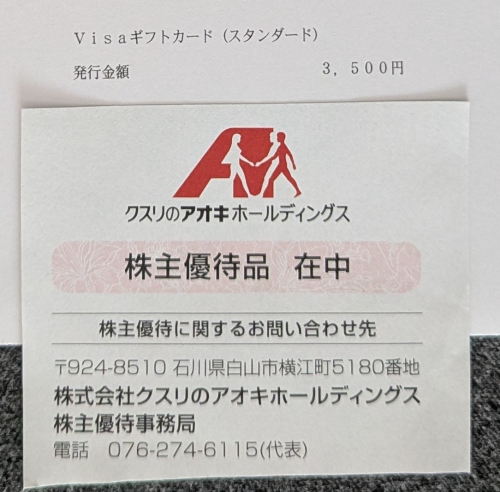 Ｖｉｓａギフトカード（スタンダード）
発行金額　　　３，５００円
クスリのアオキホールディングス
株主優待品　在中
株主優待に関するお問い合わせ先
〒924-8510 石川県白山市横江町5180番地
株式会社クスリのアオキホールディングス
株主優待事務局
電話　076-274-6115(代表)